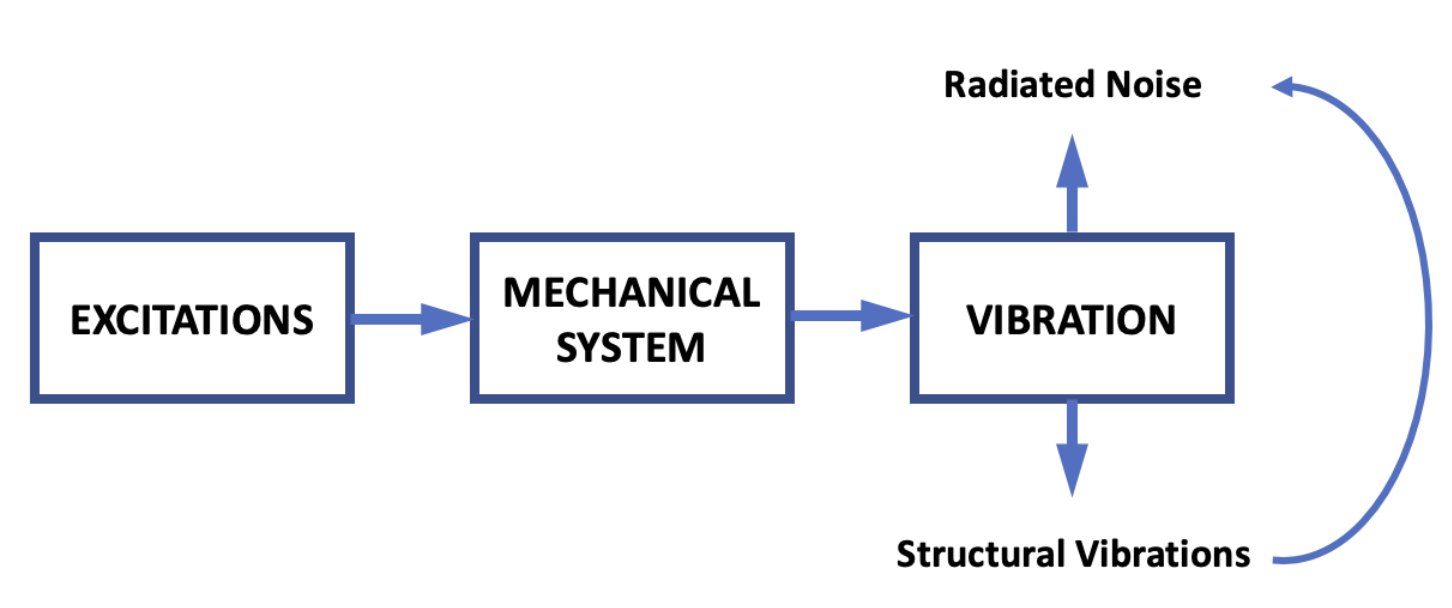 Radiated Noise
EXCITATIONS
MECHANICAL
SYSTEM
VIBRATION
Structural Vibrations